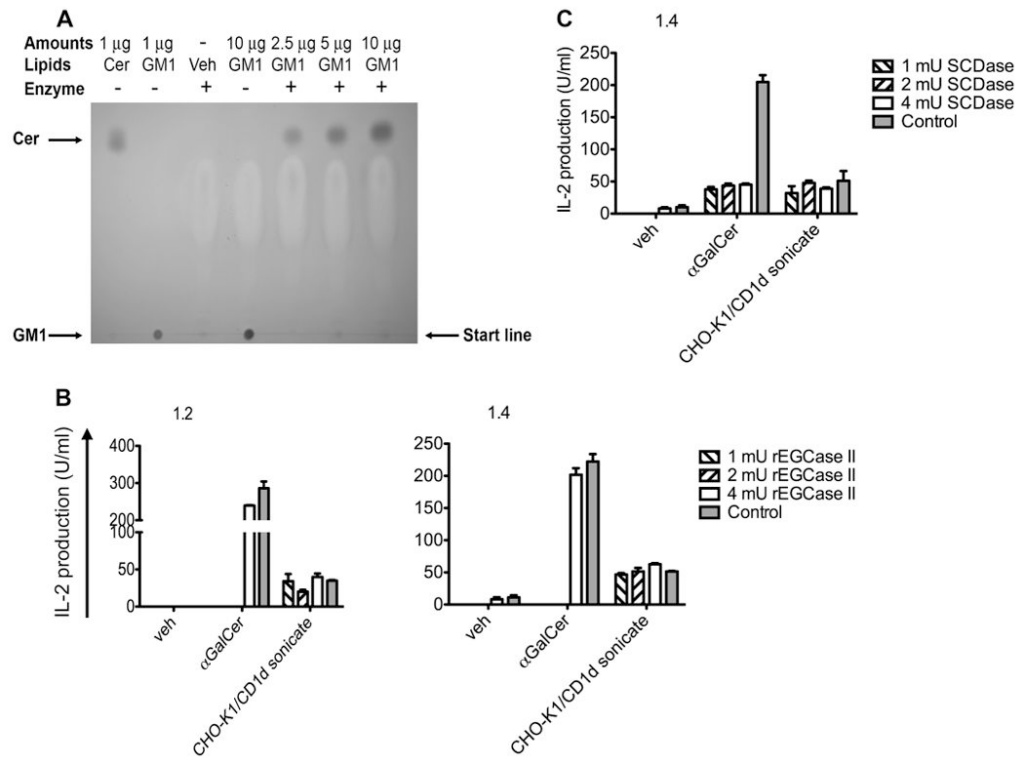 A
Amounts 1 μg 1 μg - 10 μg 2.5 μg 5 μg 10 μg
Lipids Cer GM1 Veh GM1 GM1 GM1 GM1
Enzyme - - + - + + +
Cer
GM1
Start line
C
1.4
IL-2 production (U/ml)
250
200
150
100
50
0
veh
αGalCer
CHO-K1/CD1d sonicate
1 mU SCDase
2 mU SCDase
4 mU SCDase
Control
B
IL-2 production (U/ml)
1.2
400
300
200
100
50
0
veh
αGalCer
CHO-K1/CD1d sonicate
1.4
250
200
150
100
50
0
veh
αGalCer
CHO-K1/CD1d sonicate
1 mU rEGCase II
2 mU rEGCase II
4 mU rEGCase II
Control